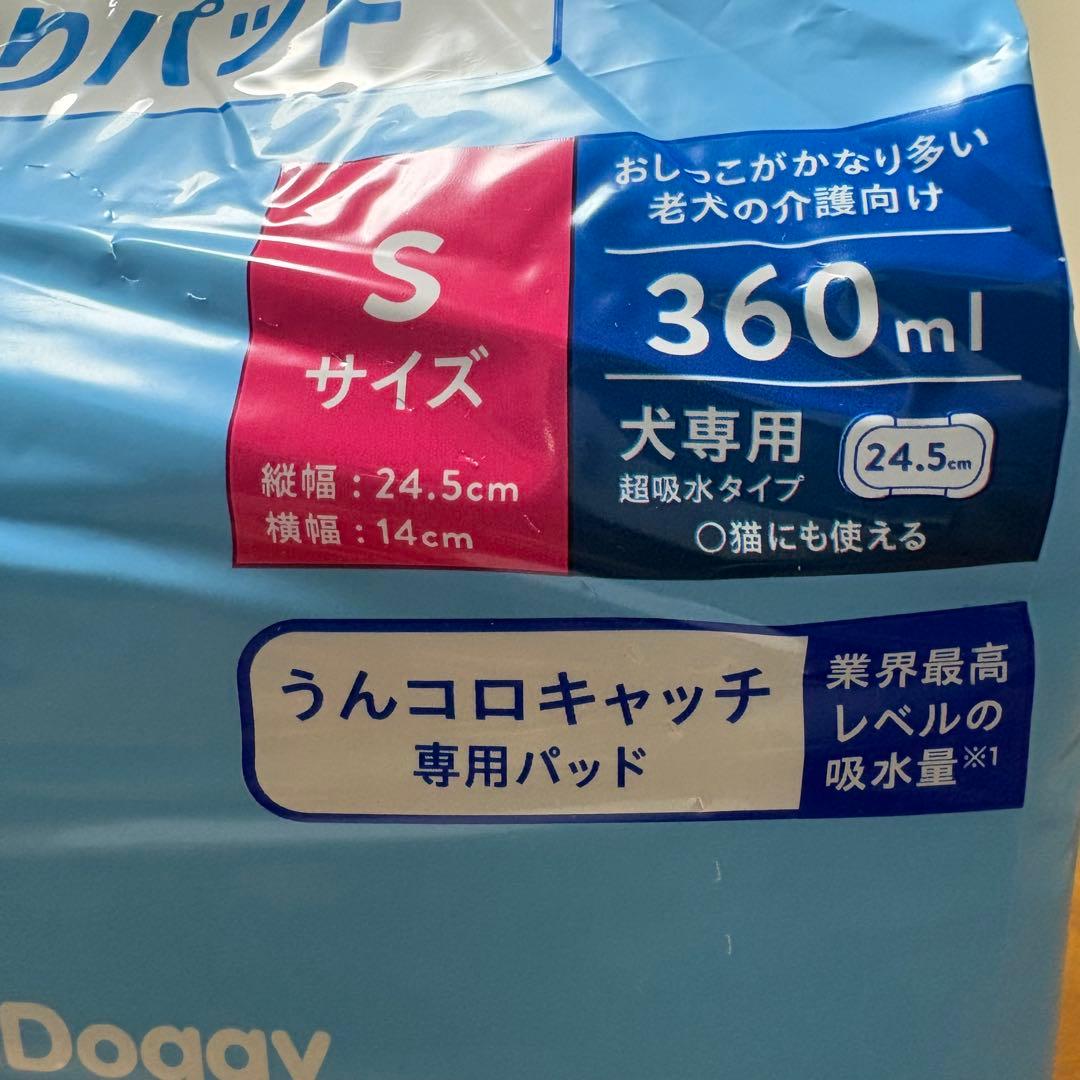 りパッド
S
サイズ
縦幅：24.5cm
横幅：14cm
おしっこがかなり多い
老犬の介護向け
360ml
犬専用
超吸水タイプ
24.5cm
○猫にも使える
うんコロキャッチ
専用パッド
業界最高
レベルの
吸水量※1
Doggy